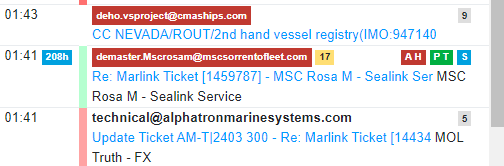 01:43 deho.vsproject@cmaships.com 9
CC NEVADA/ROUT/2nd hand vessel registry(IMO:947140
01:41 208h demaster.Mscrosam@mscsorrentofleet.com 17 A H P T S
Re: Marlink Ticket [1459787] - MSC Rosa M - Sealink Ser MSC
Rosa M - Sealink Service
01:41 technical@alphatronmarinesystems.com 5
Update Ticket AM-T|2403 300 - Re: Marlink Ticket [14434 MOL
Truth - FX